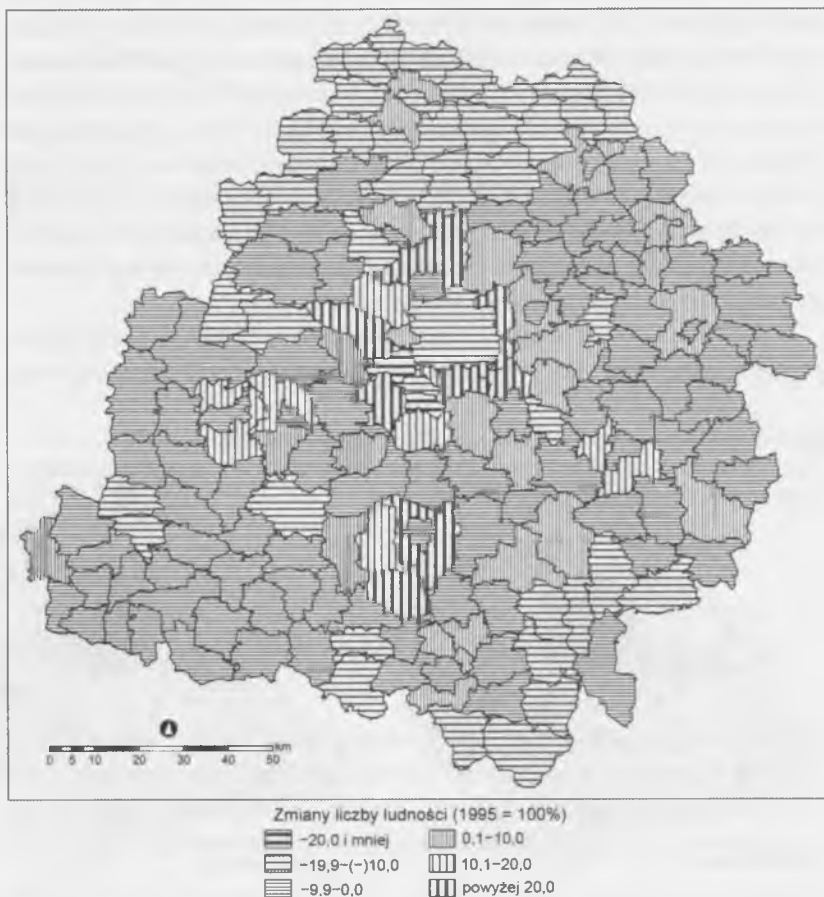 km
0 5 10 20 30 40 50
Zmiany liczby ludności (1995 = 100%)
−20,0 i mniej
0,1−10,0
−19,9−(−)10,0
10,1−20,0
−9,9−0,0
powyżej 20,0